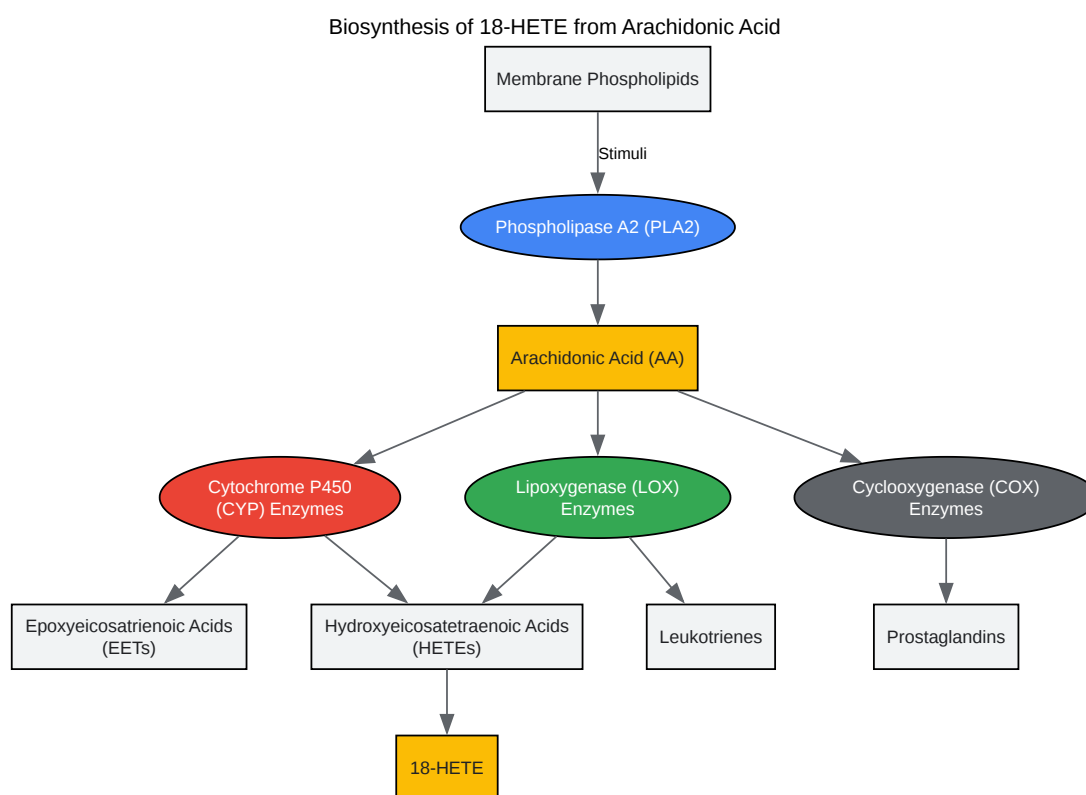 Biosynthesis of 18-HETE from Arachidonic Acid
Membrane Phospholipids
Stimuli
Phospholipase A2 (PLA2)
Arachidonic Acid (AA)
Cytochrome P450
(CYP) Enzymes
Lipoxygenase (LOX)
Enzymes
Cyclooxygenase (COX)
Enzymes
Epoxyeicosatrienoic Acids
(EETs)
Hydroxyeicosatetraenoic Acids
(HETEs)
Leukotrienes
Prostaglandins
18-HETE